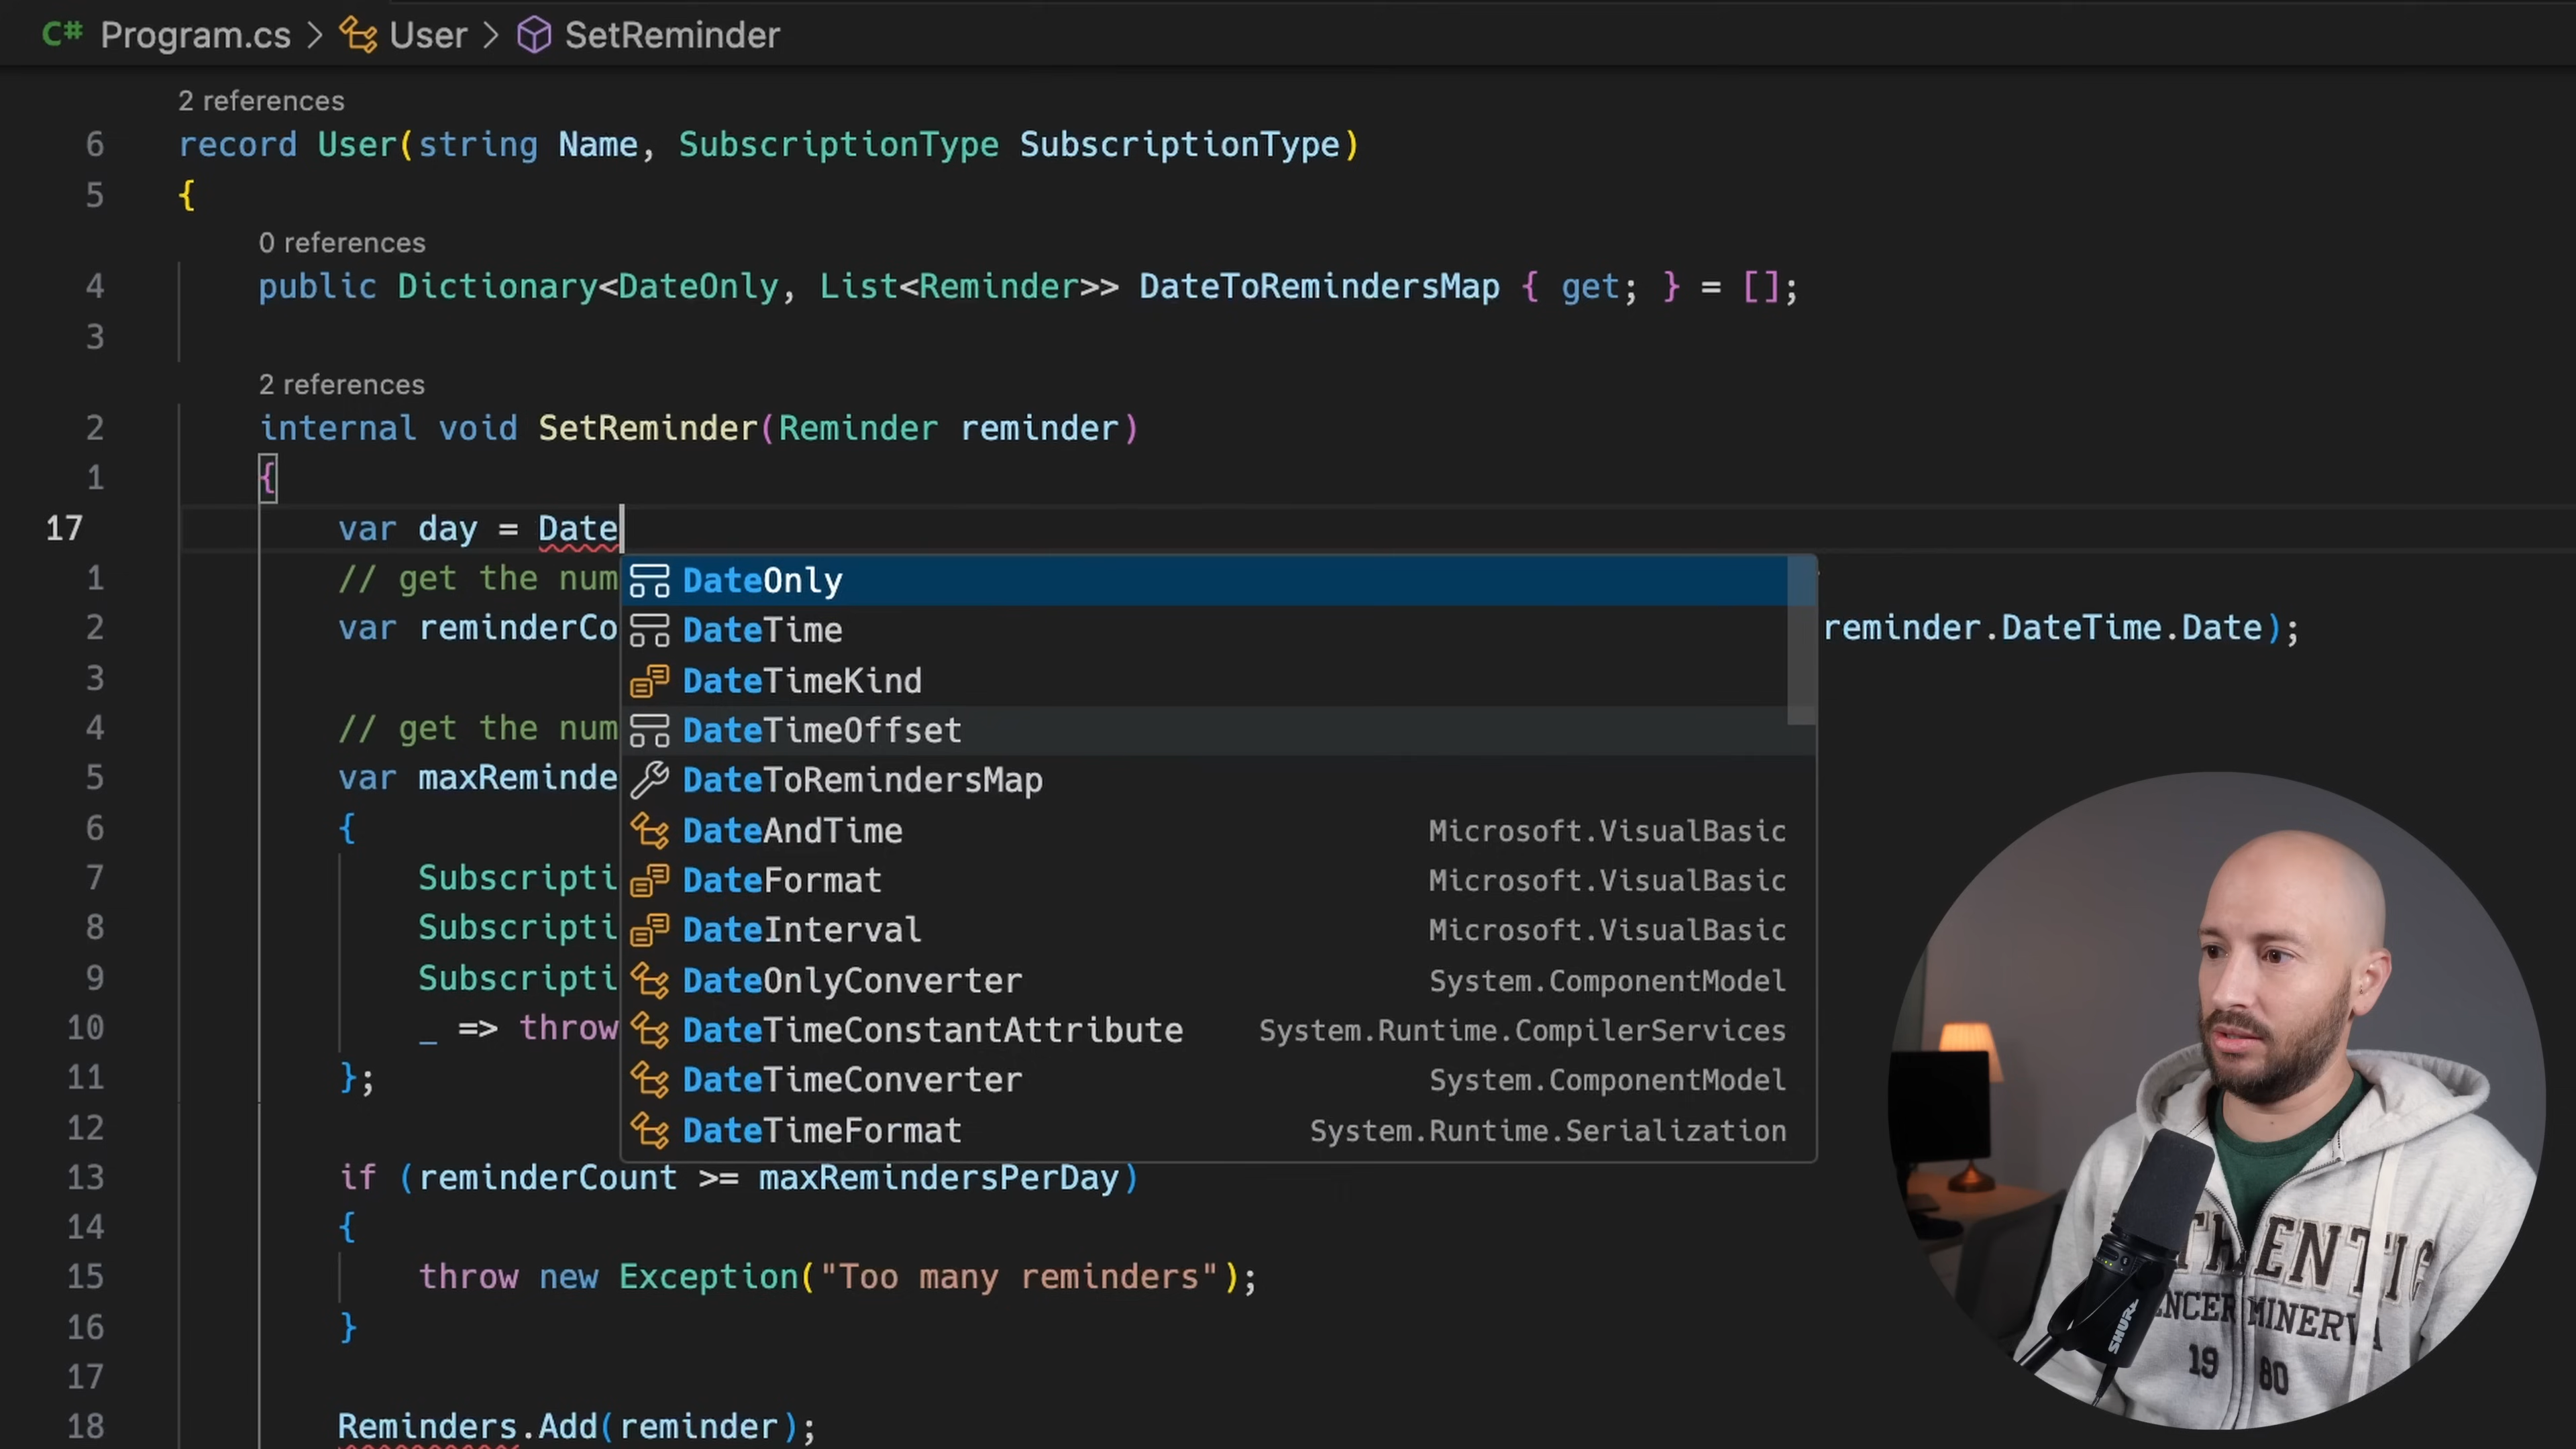 C# Program.cs > User > SetReminder
2 references
6 record User(string Name, SubscriptionType SubscriptionType)
5 {
0 references
4 public Dictionary<DateOnly, List<Reminder>> DateToRemindersMap { get; } = [];
3
2 references
2 internal void SetReminder(Reminder reminder)
1 {
17 var day = Date
1 // get the num
DateOnly
2 var reminderCo reminder.DateTime.Date);
DateTime
3
DateTimeKind
4 // get the num
DateTimeOffset
5 var maxReminde
DateToRemindersMap
6 {
DateAndTime Microsoft.VisualBasic
7 Subscripti
DateFormat Microsoft.VisualBasic
8 Subscripti
DateInterval Microsoft.VisualBasic
9 Subscripti
DateOnlyConverter System.ComponentModel
10 _ => throw
DateTimeConstantAttribute System.Runtime.CompilerServices
11 };
DateTimeConverter System.ComponentModel
12
DateTimeFormat System.Runtime.Serialization
13 if (reminderCount >= maxRemindersPerDay)
14 {
15 throw new Exception("Too many reminders");
16 }
17
18 Reminders.Add(reminder);
SHURE
19 80